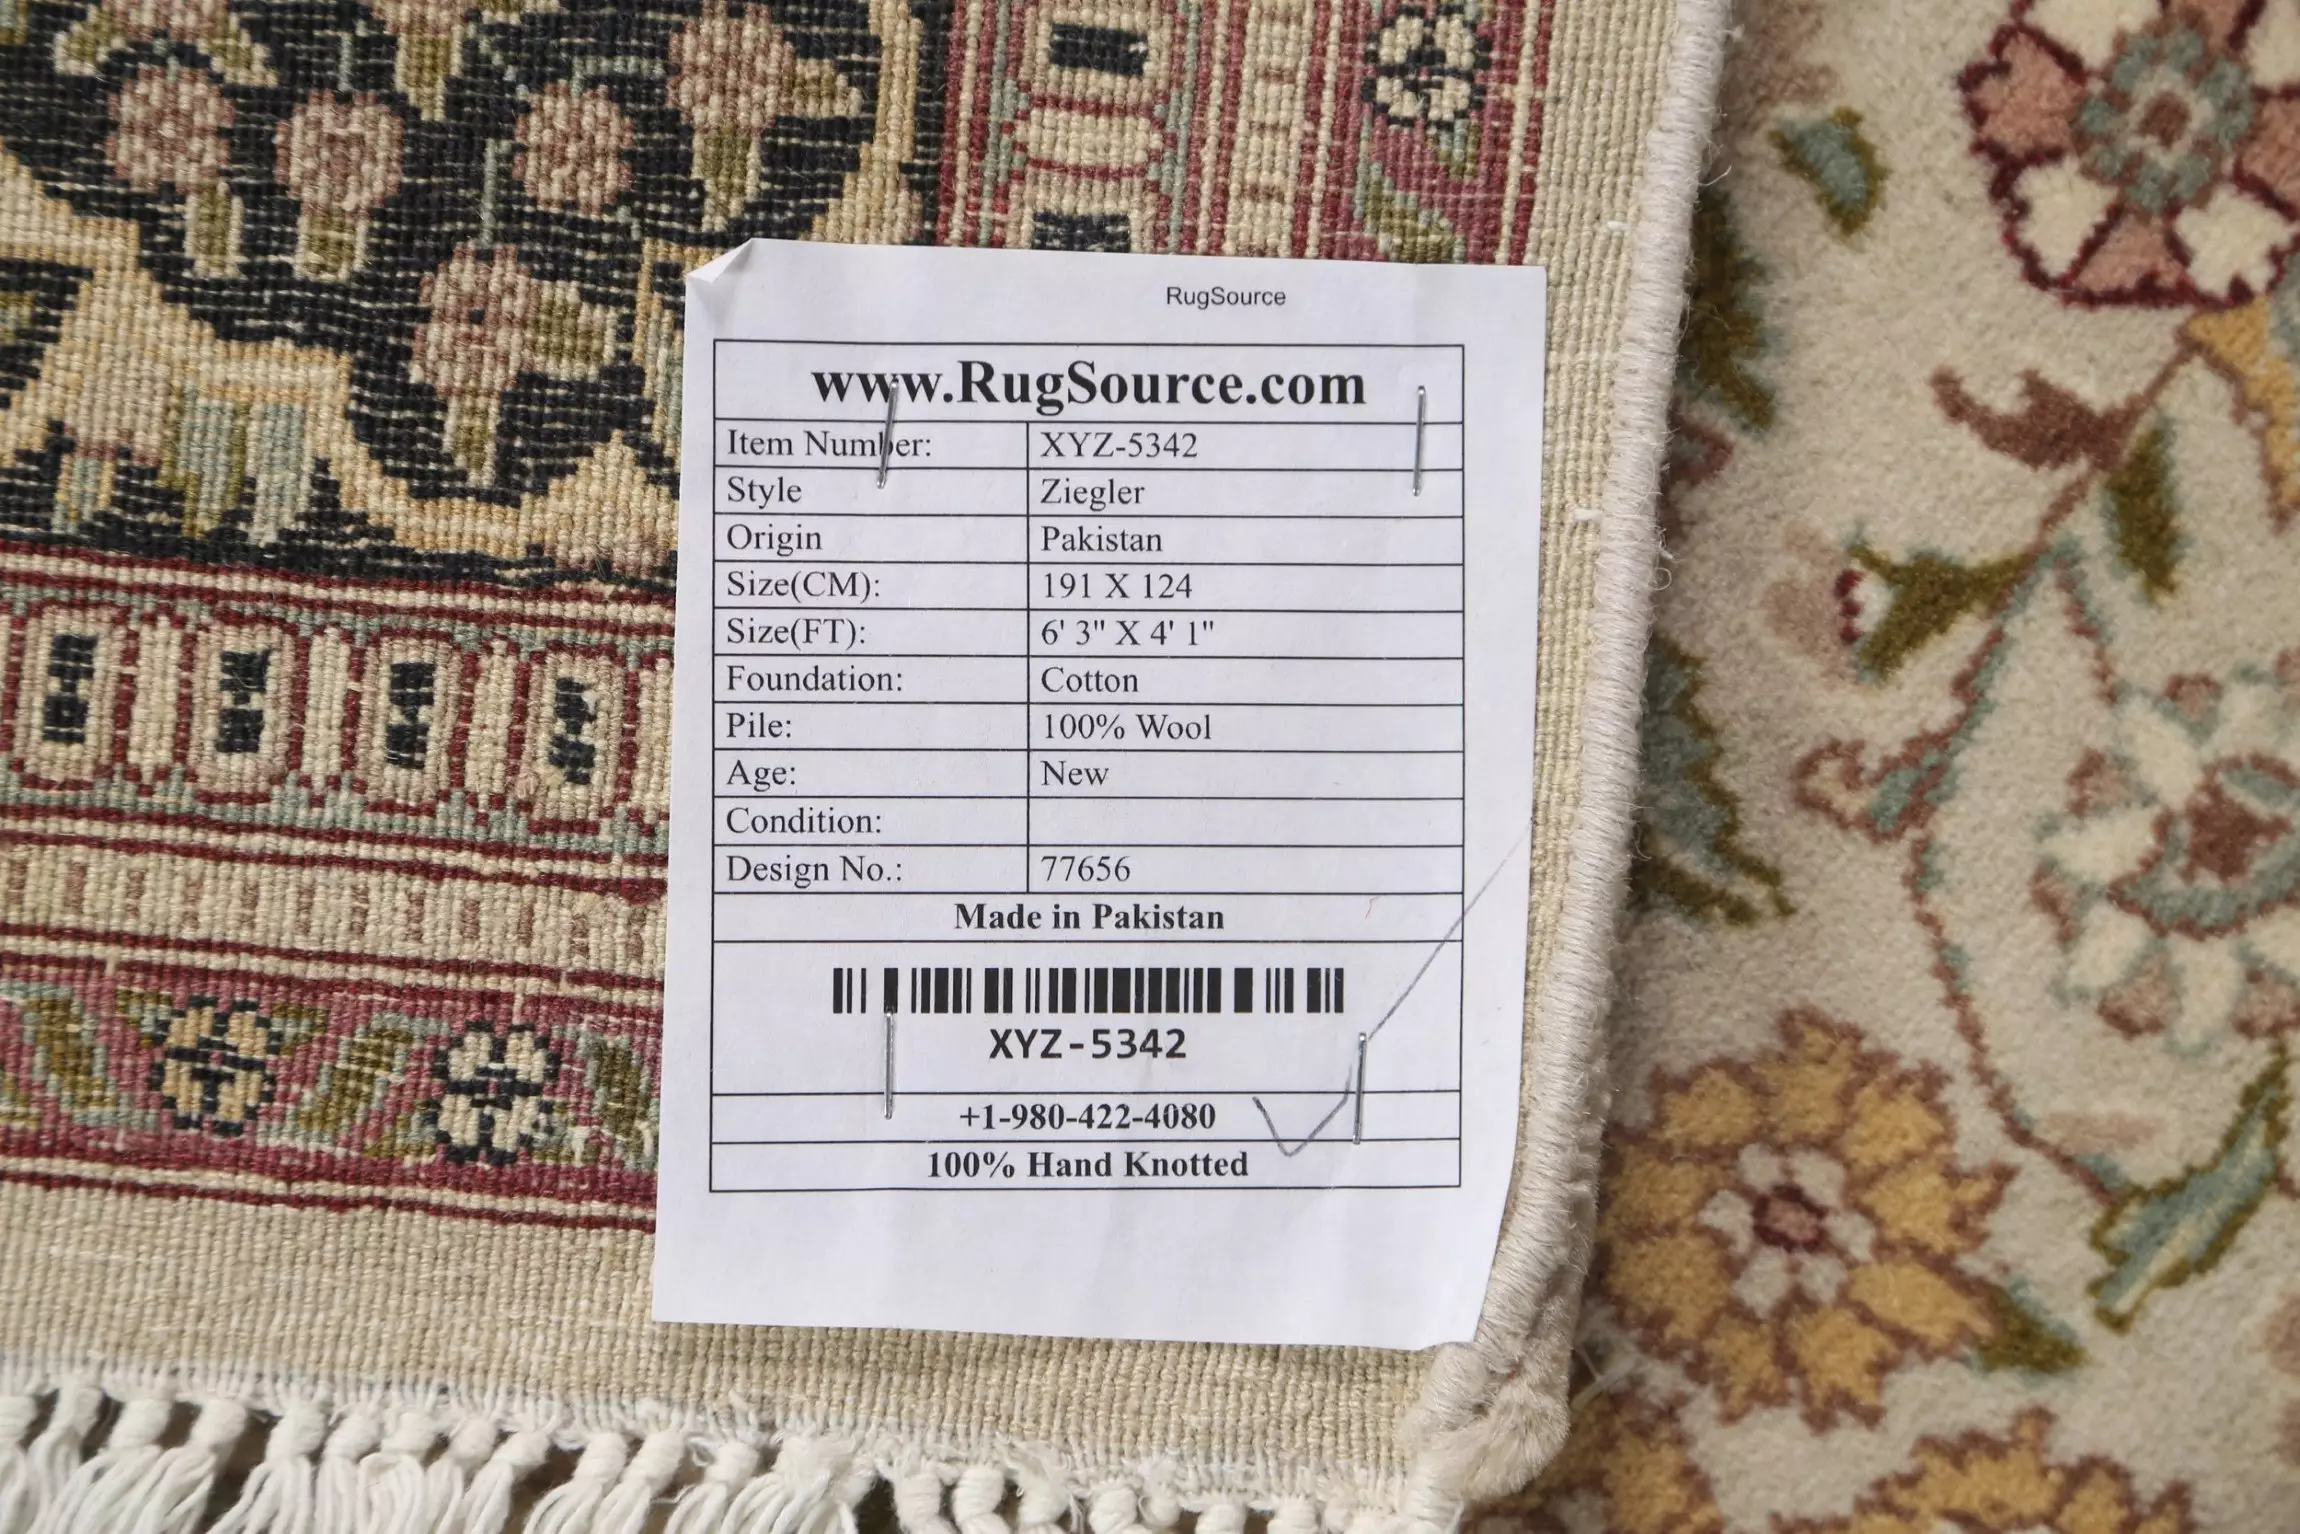 RugSource
www.RugSource.com
Item Number: XYZ-5342
Style Ziegler
Origin Pakistan
Size(CM): 191 X 124
Size(FT): 6' 3" X 4' 1"
Foundation: Cotton
Pile: 100% Wool
Age: New
Condition:
Design No.: 77656
Made in Pakistan
XYZ-5342
+1-980-422-4080
100% Hand Knotted